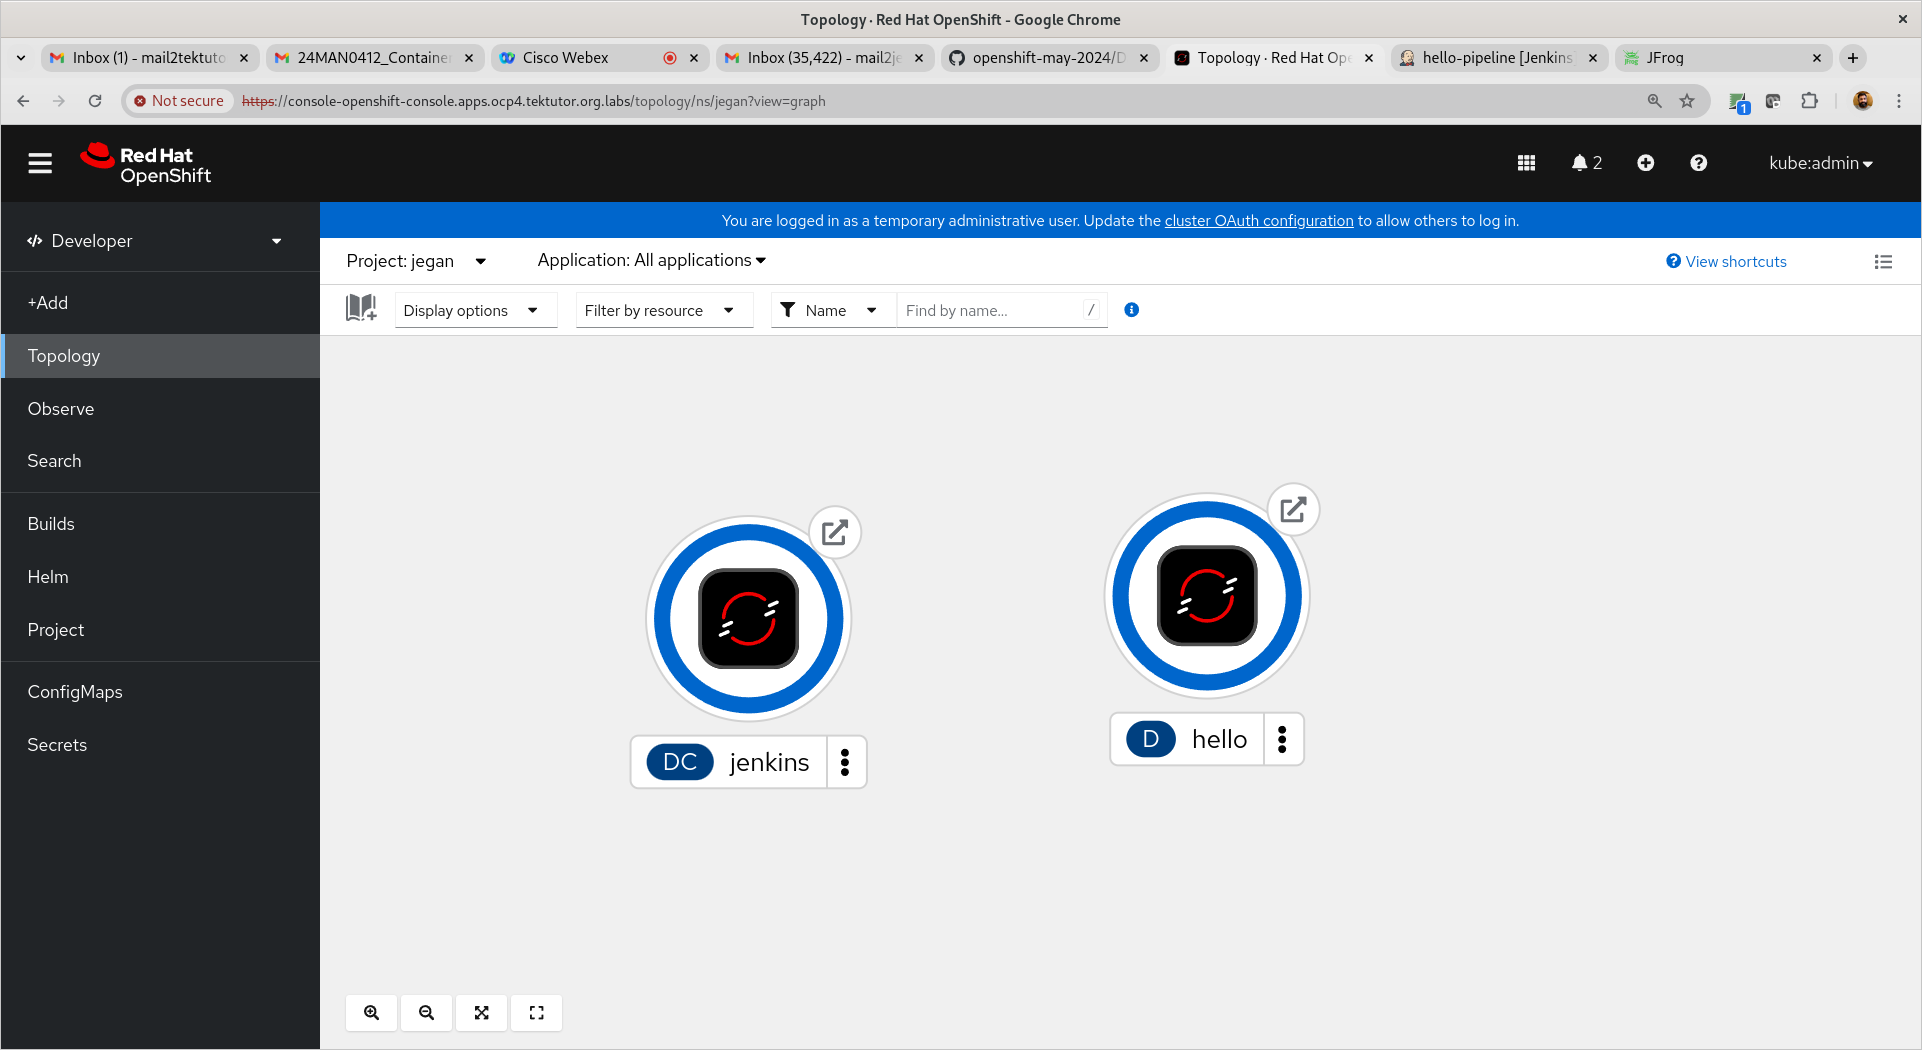 Topology · Red Hat OpenShift - Google Chrome
Inbox (1) - mail2tektuto
24MAN0412_Container
Cisco Webex
Inbox (35,422) - mail2je
openshift-may-2024/D
Topology · Red Hat Ope
hello-pipeline [Jenkins]
JFrog
Not secure
https://console-openshift-console.apps.ocp4.tektutor.org.labs/topology/ns/jegan?view=graph
1
Red Hat
OpenShift
2
kube:admin
You are logged in as a temporary administrative user. Update the cluster OAuth configuration to allow others to log in.
Developer
+Add
Topology
Observe
Search
Builds
Helm
Project
ConfigMaps
Secrets
Project: jegan
Application: All applications
View shortcuts
Display options
Filter by resource
Name
Find by name...
/
DC jenkins
D hello